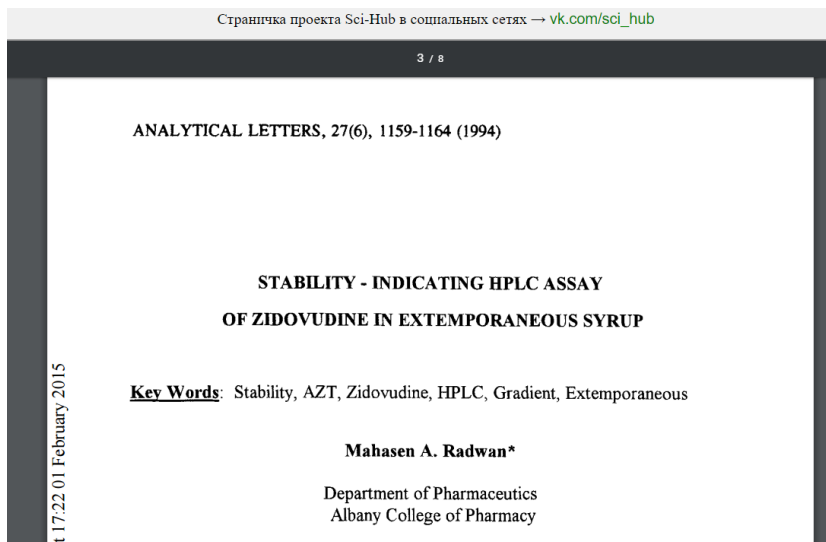 Страничка проекта Sci-Hub в социальных сетях → vk.com/sci_hub
3 / 8
ANALYTICAL LETTERS, 27(6), 1159-1164 (1994)
STABILITY - INDICATING HPLC ASSAY
OF ZIDOVUDINE IN EXTEMPORANEOUS SYRUP
Key Words: Stability, AZT, Zidovudine, HPLC, Gradient, Extemporaneous
Mahasen A. Radwan*
Department of Pharmaceutics
Albany College of Pharmacy
t 17:22 01 February 2015